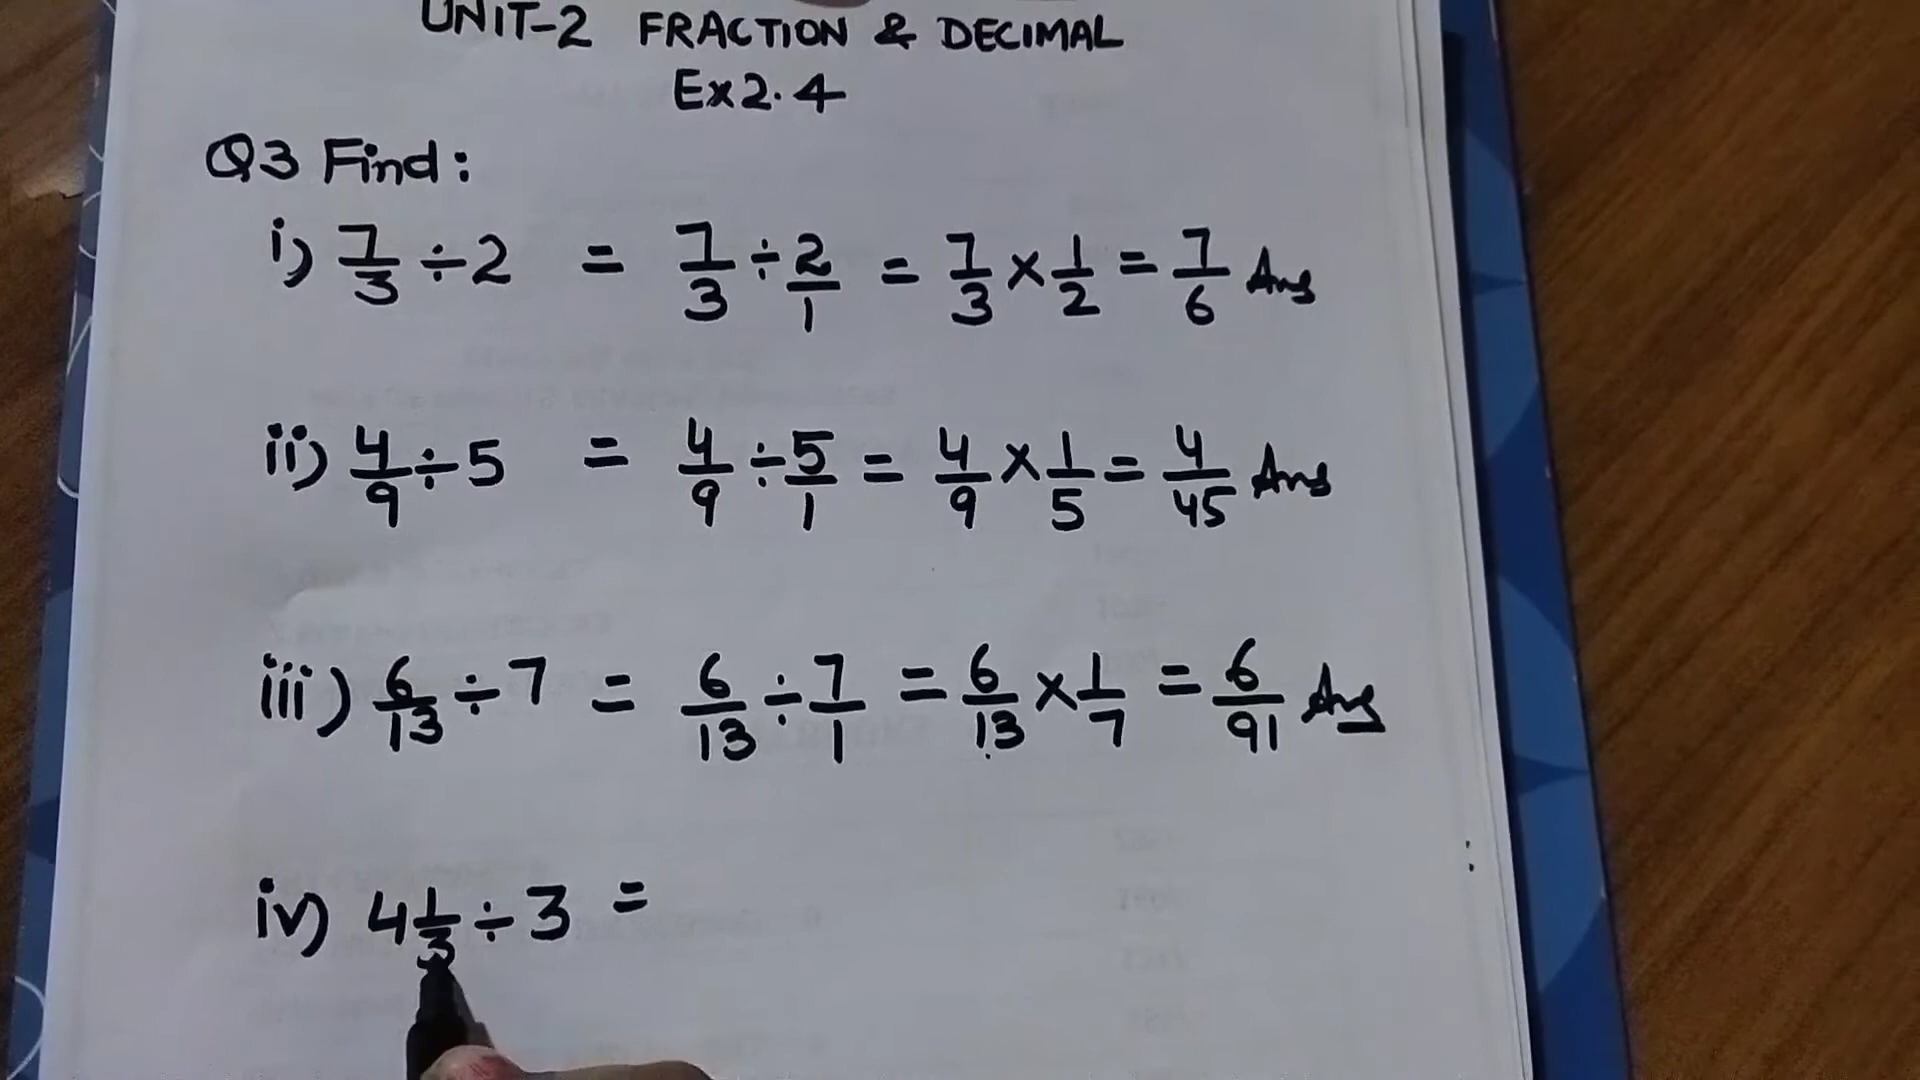 UNIT-2 FRACTION & DECIMAL
Ex2.4
Q3 Find:
i) 7/3 ÷ 2 = 7/3 ÷ 2/1 = 7/3 × 1/2 = 7/6 Ans
ii) 4/9 ÷ 5 = 4/9 ÷ 5/1 = 4/9 × 1/5 = 4/45 Ans
iii) 6/13 ÷ 7 = 6/13 ÷ 7/1 = 6/13 × 1/7 = 6/91 Ans
iv) 4 1/3 ÷ 3 =